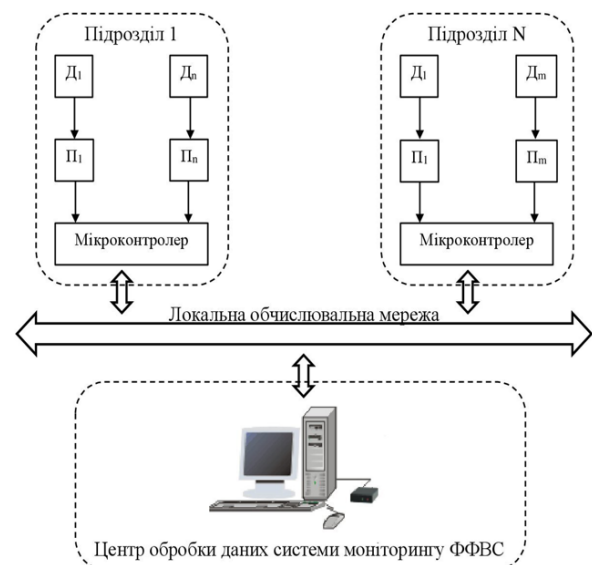 Підрозділ 1
Підрозділ N
Д1
Дn
Д1
Дm
П1
Пn
П1
Пm
Мікроконтролер
Мікроконтролер
Локальна обчислювальна мережа
Центр обробки даних системи моніторингу ФФВС